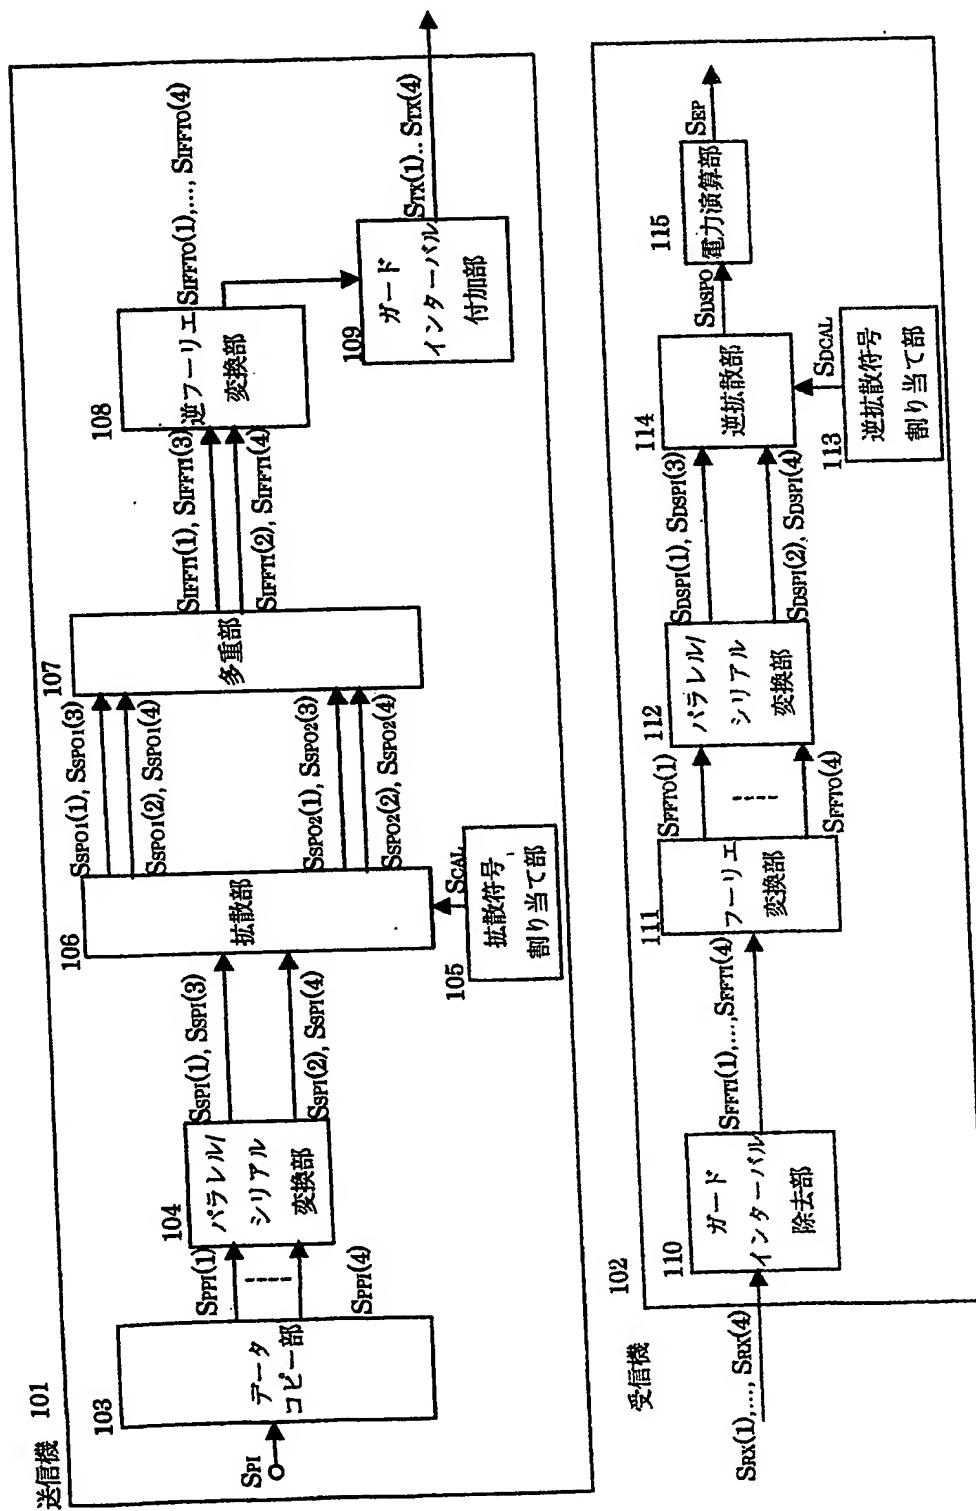 送信機 101
SPI
103
データ
コピー部
SPPI(1)
SPPI(4)
104
パラレル/
シリアル
変換部
SSPI(1), SSPI(3)
SSPI(2), SSPI(4)
105
拡散符号
割り当て部
SCAL
106
拡散部
SSPO1(1), SSPO1(3)
SSPO1(2), SSPO1(4)
SSPO2(1), SSPO2(3)
SSPO2(2), SSPO2(4)
107
多重部
SIFFTI(1), SIFFTI(3)
SIFFTI(2), SIFFTI(4)
108
逆フーリエ
変換部
SIFFTO(1),..., SIFFTO(4)
109
ガード
インターバル
付加部
STX(1).. STX(4)
受信機
102
SRX(1),..., SRX(4)
110
ガード
インターバル
除去部
SFFTI(1),...,SFFTI(4)
111
フーリエ
変換部
SFFTO(1)
SFFTO(4)
112
パラレル/
シリアル
変換部
SDSPI(1), SDSPI(3)
SDSPI(2), SDSPI(4)
113
逆拡散符号
割り当て部
SDCAL
114
逆拡散部
SDSPO
115
電力演算部
SEP